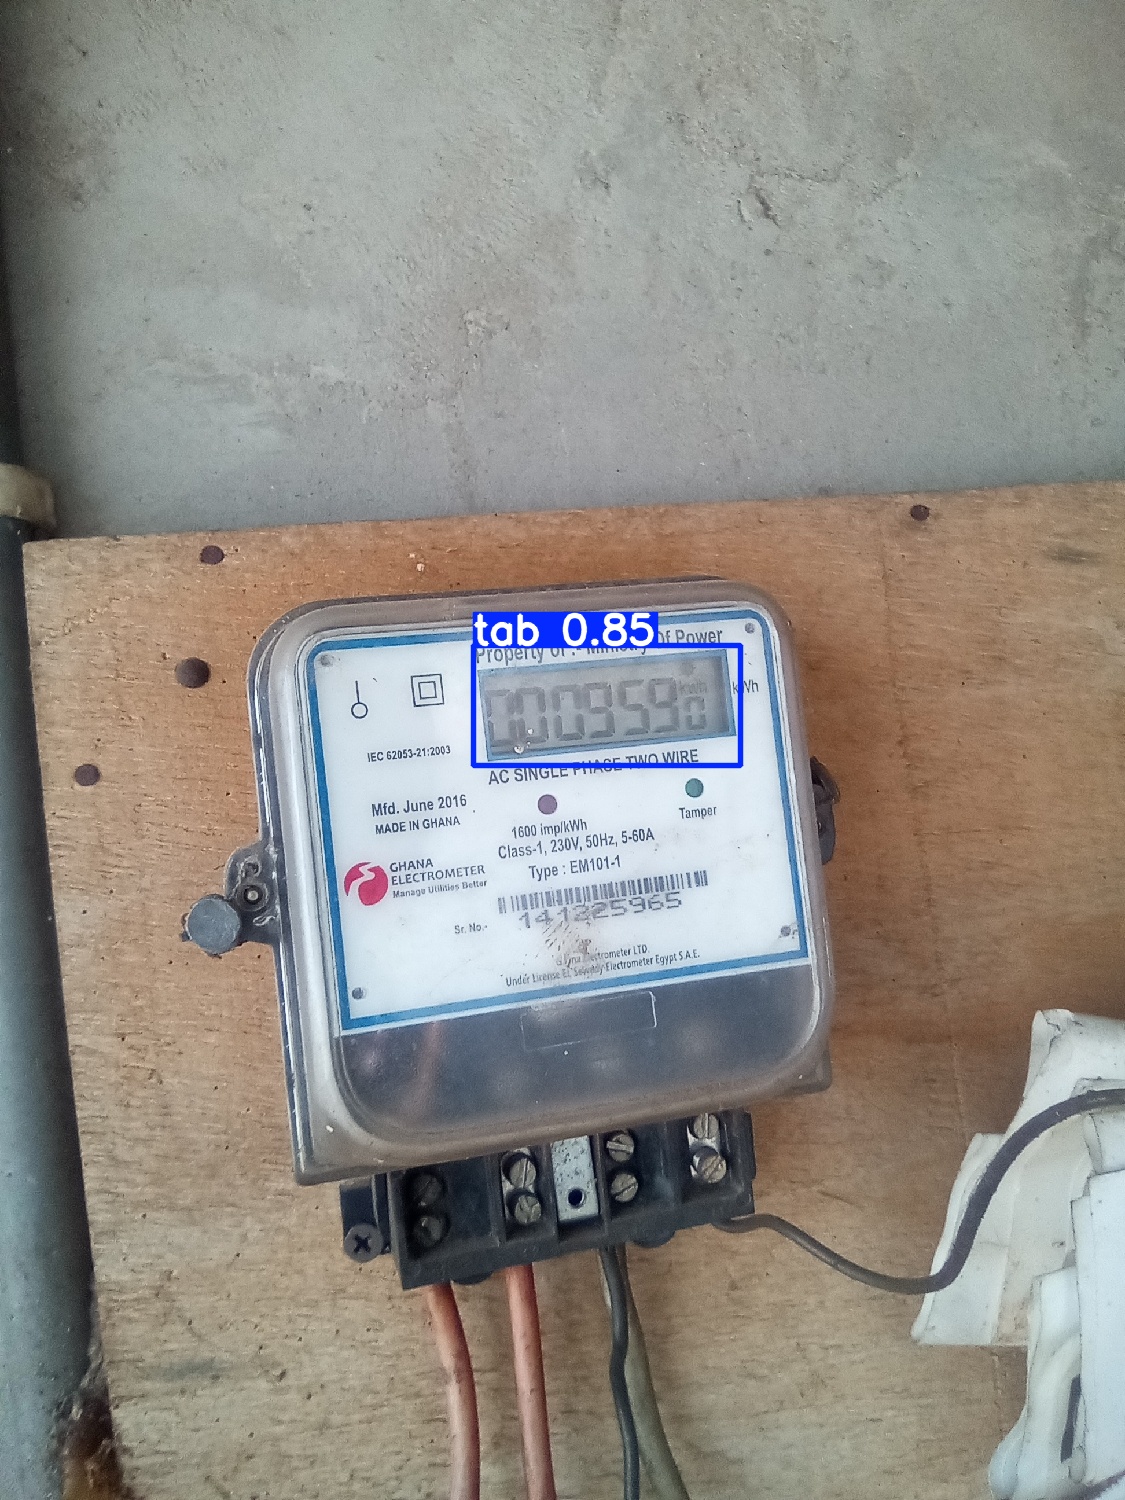 tab 0.85
Property of :- Ministry Of Power
0009590
kWh
kWh
IEC 62053-21:2003
AC SINGLE PHASE TWO WIRE
Mfd. June 2016
MADE IN GHANA
Tamper
1600 imp/kWh
Class-1, 230V, 50Hz, 5-60A
Type : EM101-1
GHANA
ELECTROMETER
Manage Utilities Better
Sr. No.-
141225965
Ghana Electrometer LTD.
Under License EL Sewedy Electrometer Egypt S.A.E.